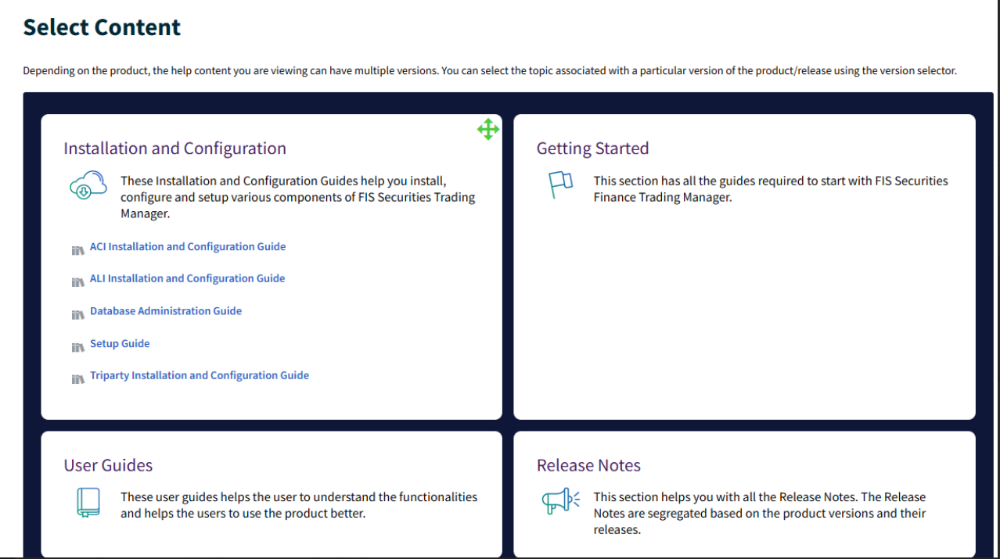 Select Content
Depending on the product, the help content you are viewing can have multiple versions. You can select the topic associated with a particular version of the product/release using the version selector.
Installation and Configuration
These Installation and Configuration Guides help you install,
configure and setup various components of FIS Securities Trading
Manager.
ACI Installation and Configuration Guide
ALI Installation and Configuration Guide
Database Administration Guide
Setup Guide
Triparty Installation and Configuration Guide
Getting Started
This section has all the guides required to start with FIS Securities
Finance Trading Manager.
User Guides
These user guides helps the user to understand the functionalities
and helps the users to use the product better.
Release Notes
This section helps you with all the Release Notes. The Release
Notes are segregated based on the product versions and their
releases.